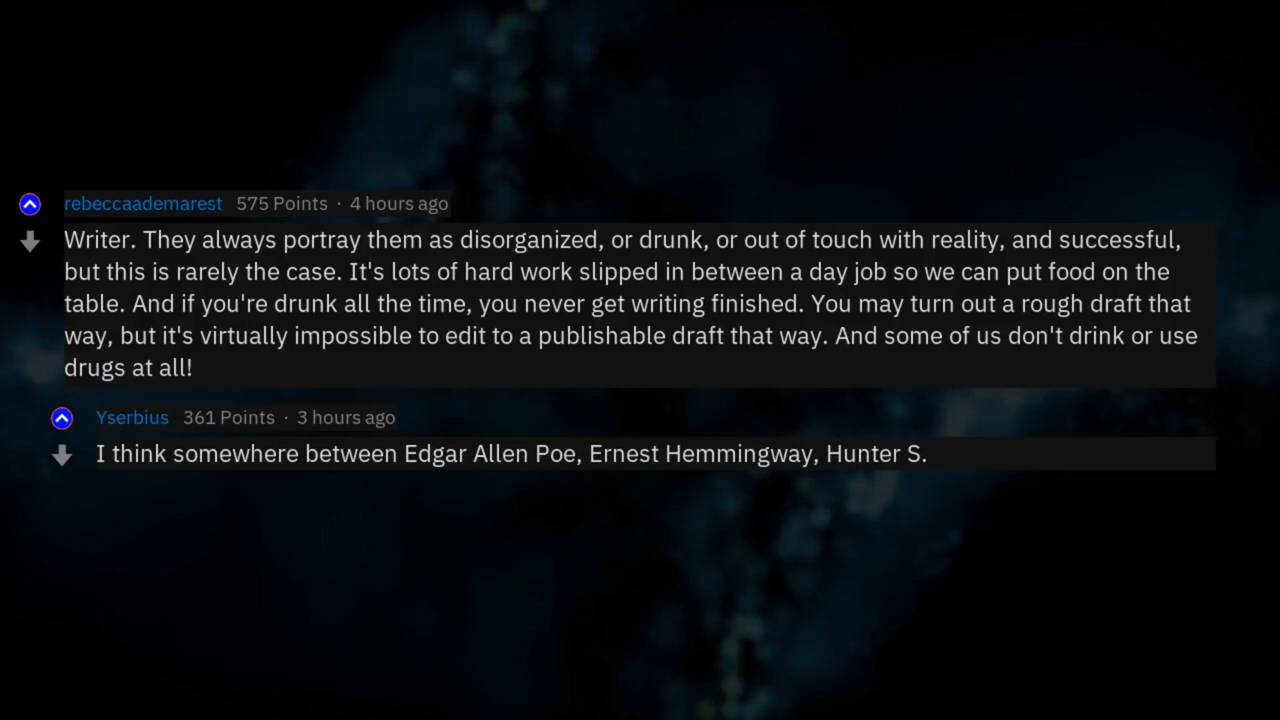 rebeccaademarest 575 Points · 4 hours ago
Writer. They always portray them as disorganized, or drunk, or out of touch with reality, and successful,
but this is rarely the case. It's lots of hard work slipped in between a day job so we can put food on the
table. And if you're drunk all the time, you never get writing finished. You may turn out a rough draft that
way, but it's virtually impossible to edit to a publishable draft that way. And some of us don't drink or use
drugs at all!
Yserbius 361 Points · 3 hours ago
I think somewhere between Edgar Allen Poe, Ernest Hemmingway, Hunter S.